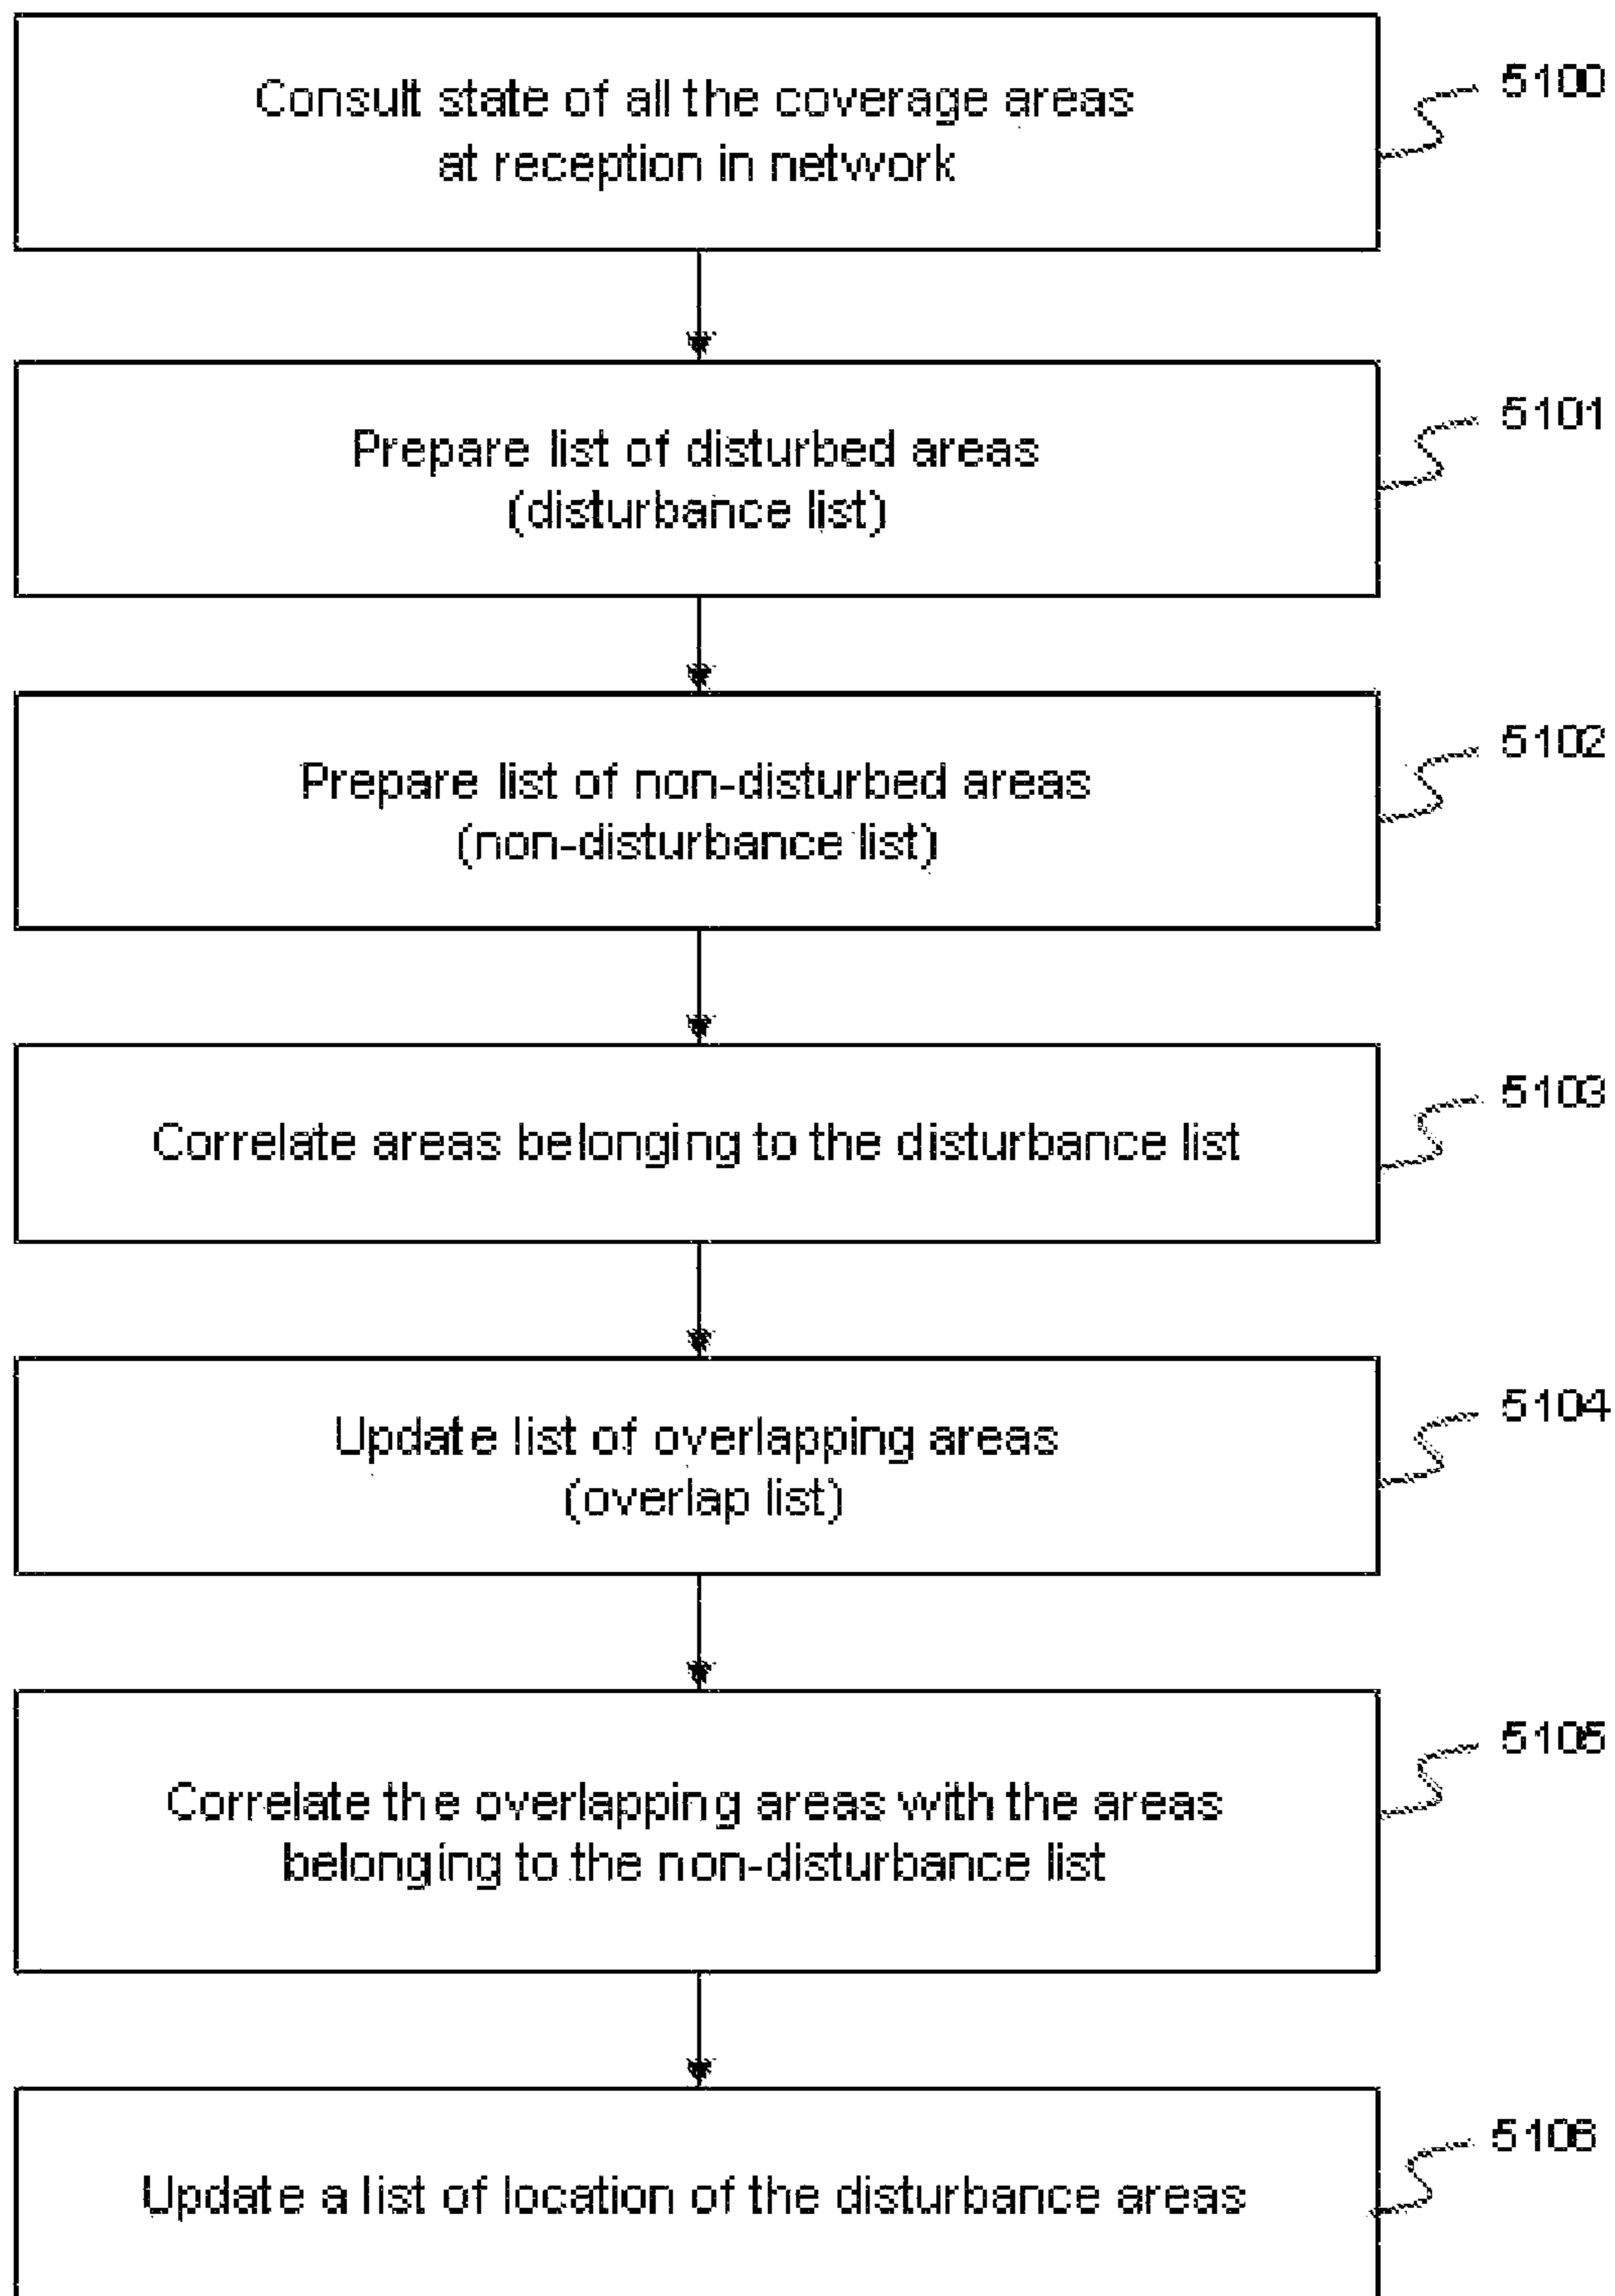 Consult state of all the coverage areas
at reception in network
5100
Prepare list of disturbed areas
(disturbance list)
5101
Prepare list of non-disturbed areas
(non-disturbance list)
5102
Correlate areas belonging to the disturbance list
5103
Update list of overlapping areas
(overlap list)
5104
Correlate the overlapping areas with the areas
belonging to the non-disturbance list
5105
Update a list of location of the disturbance areas
5106